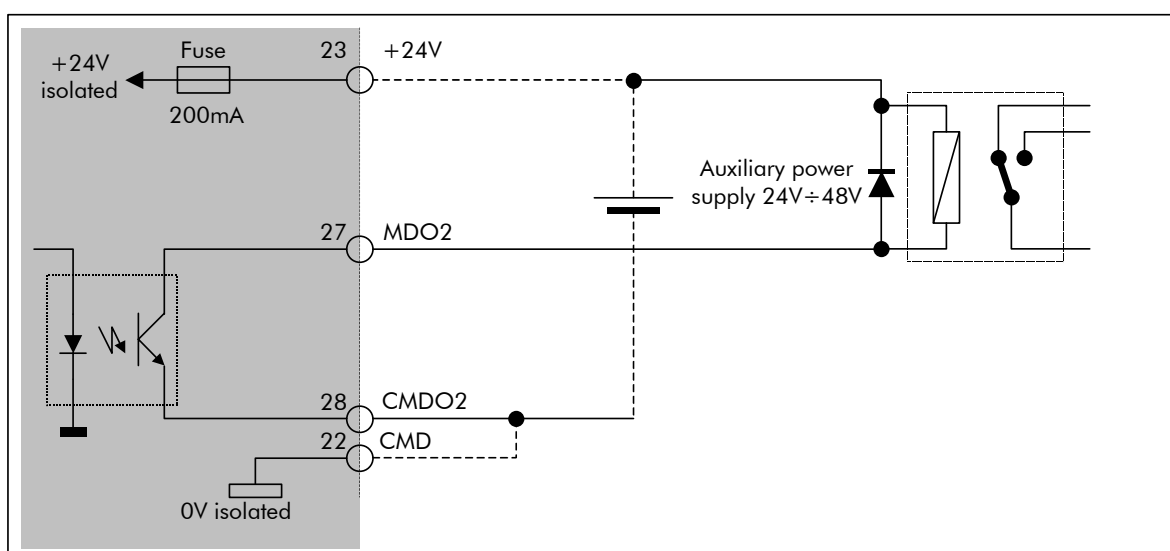 +24V
isolated
Fuse
200mA
23
+24V
Auxiliary power
supply 24V÷48V
27
MDO2
28
CMDO2
22
CMD
0V isolated